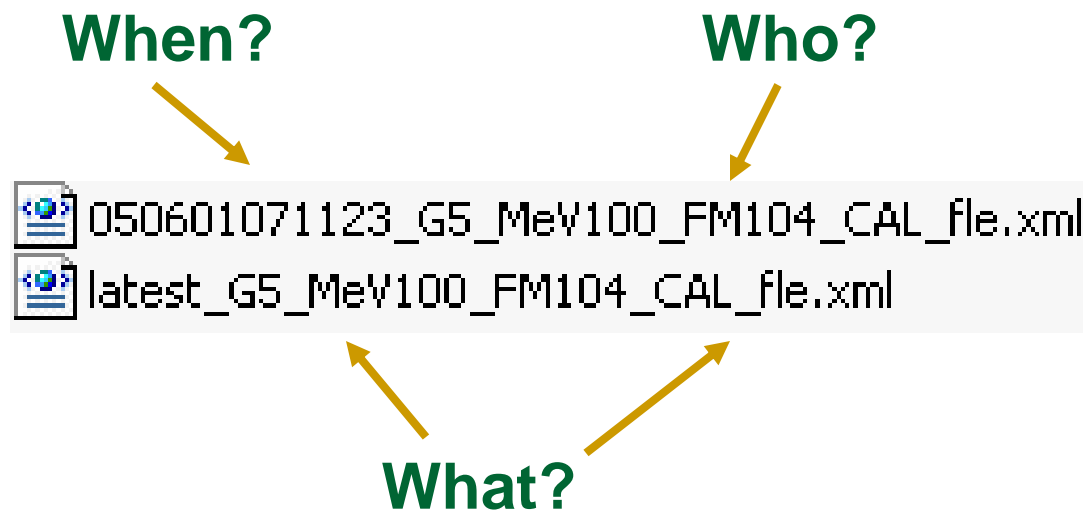 When? Who?
050601071123_G5_MeV100_FM104_CAL_fle.xml
latest_G5_MeV100_FM104_CAL_fle.xml
What?